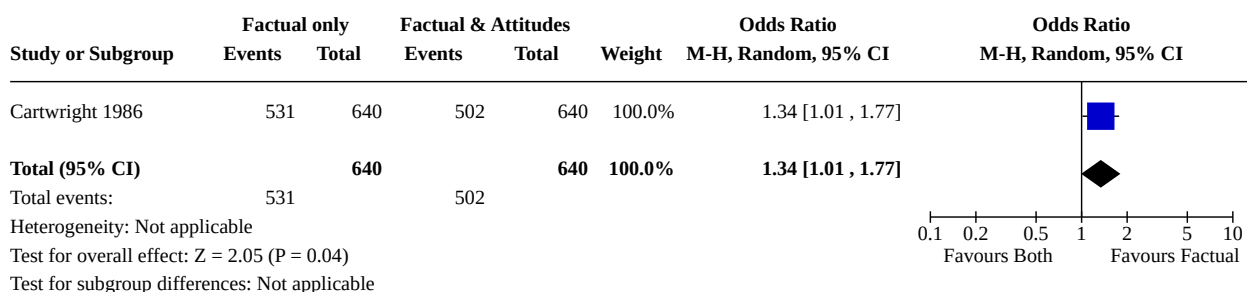 Factual only Factual & Attitudes Odds Ratio Odds Ratio
Study or Subgroup Events Total Events Total Weight M-H, Random, 95% CI M-H, Random, 95% CI
Cartwright 1986 531 640 502 640 100.0% 1.34 [1.01 , 1.77]
Total (95% CI) 640 640 100.0% 1.34 [1.01 , 1.77]
Total events: 531 502
Heterogeneity: Not applicable
0.1 0.2 0.5 1 2 5 10
Test for overall effect: Z = 2.05 (P = 0.04) Favours Both Favours Factual
Test for subgroup differences: Not applicable